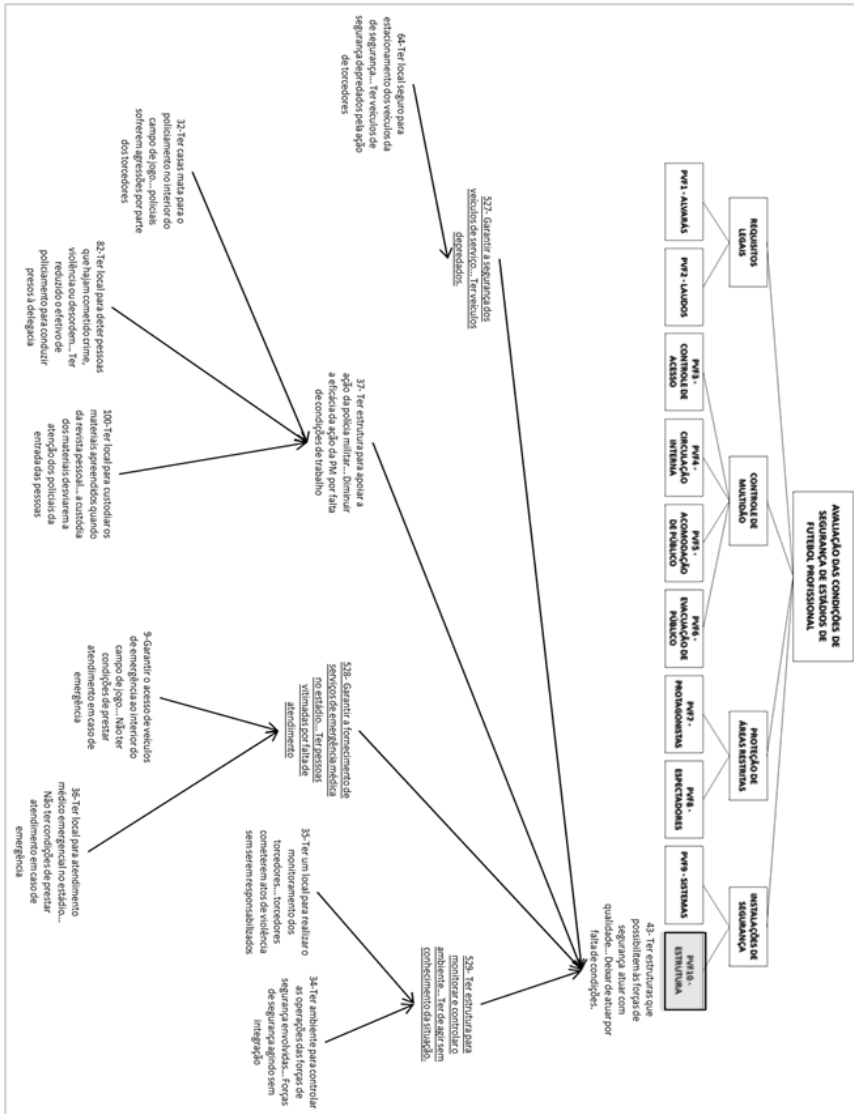 AVALIAÇÃO DAS CONDIÇÕES DE
SEGURANÇA DE ESTÁDIOS DE
FUTEBOL PROFISSIONAL
REQUISITOS
LEGAIS
CONTROLE DE
MULTIDÃO
PROTEÇÃO DE
ÁREAS RESTRITAS
INSTALAÇÕES DE
SEGURANÇA
PVF1 - ALVARÁS
PVF2 - LAUDOS
PVF3 -
CONTROLE DE
ACESSO
PVF4 -
CIRCULAÇÃO
INTERNA
PVF5 -
ACOMODAÇÃO
DE PÚBLICO
PVF6 -
EVACUAÇÃO DE
PÚBLICO
PVF7 -
PROTAGONISTAS
PVF8 -
ESPECTADORES
PVF9 - SISTEMAS
PVF10 -
ESTRUTURA
43- Ter estruturas que
possibilitem às forças de
segurança atuar com
qualidade... Deixar de atuar por
falta de condições.
527- Garantir a segurança dos
veículos de serviço... Ter veículos
depredados.
64-Ter local seguro para
estacionamento dos veículos da
de segurança... Ter veículos de
segurança depredados pela ação
de torcedores
37- Ter estrutura para apoiar a
ação da polícia militar... Diminuir
a eficácia da ação da PM por falta
de condições de trabalho
32-Ter casas mata para o
policiamento no interior do
campo de jogo... policiais
sofrerem agressões por parte
dos torcedores
82-Ter local para deter pessoas
que hajam cometido crime,
violência ou desordem... Ter
reduzido o efetivo de
policiamento para conduzir
presos à delegacia
100-Ter local para custodiar os
materiais apreendidos quando
da revista pessoal... a custódia
dos materiais desviarem a
atenção dos policiais da
entrada das pessoas
528- Garantir a fornecimento de
serviços de emergência médica
no estádio... Ter pessoas
vitimadas por falta de
atendimento
9-Garantir o acesso de veículos
de emergência ao interior do
campo de jogo... Não ter
condições de prestar
atendimento em caso de
emergência
36-Ter local para atendimento
médico emergencial no estádio...
Não ter condições de prestar
atendimento em caso de
emergência
529- Ter estrutura para
monitorar e controlar o
ambiente... Ter de agir sem
conhecimento da situação.
35-Ter um local para realizar o
monitoramento dos
torcedores... torcedores
cometerem atos de violência
sem serem responsabilizados
34-Ter ambiente para controlar
as operações das forças de
segurança envolvidas... Forças
de segurança agindo sem
integração